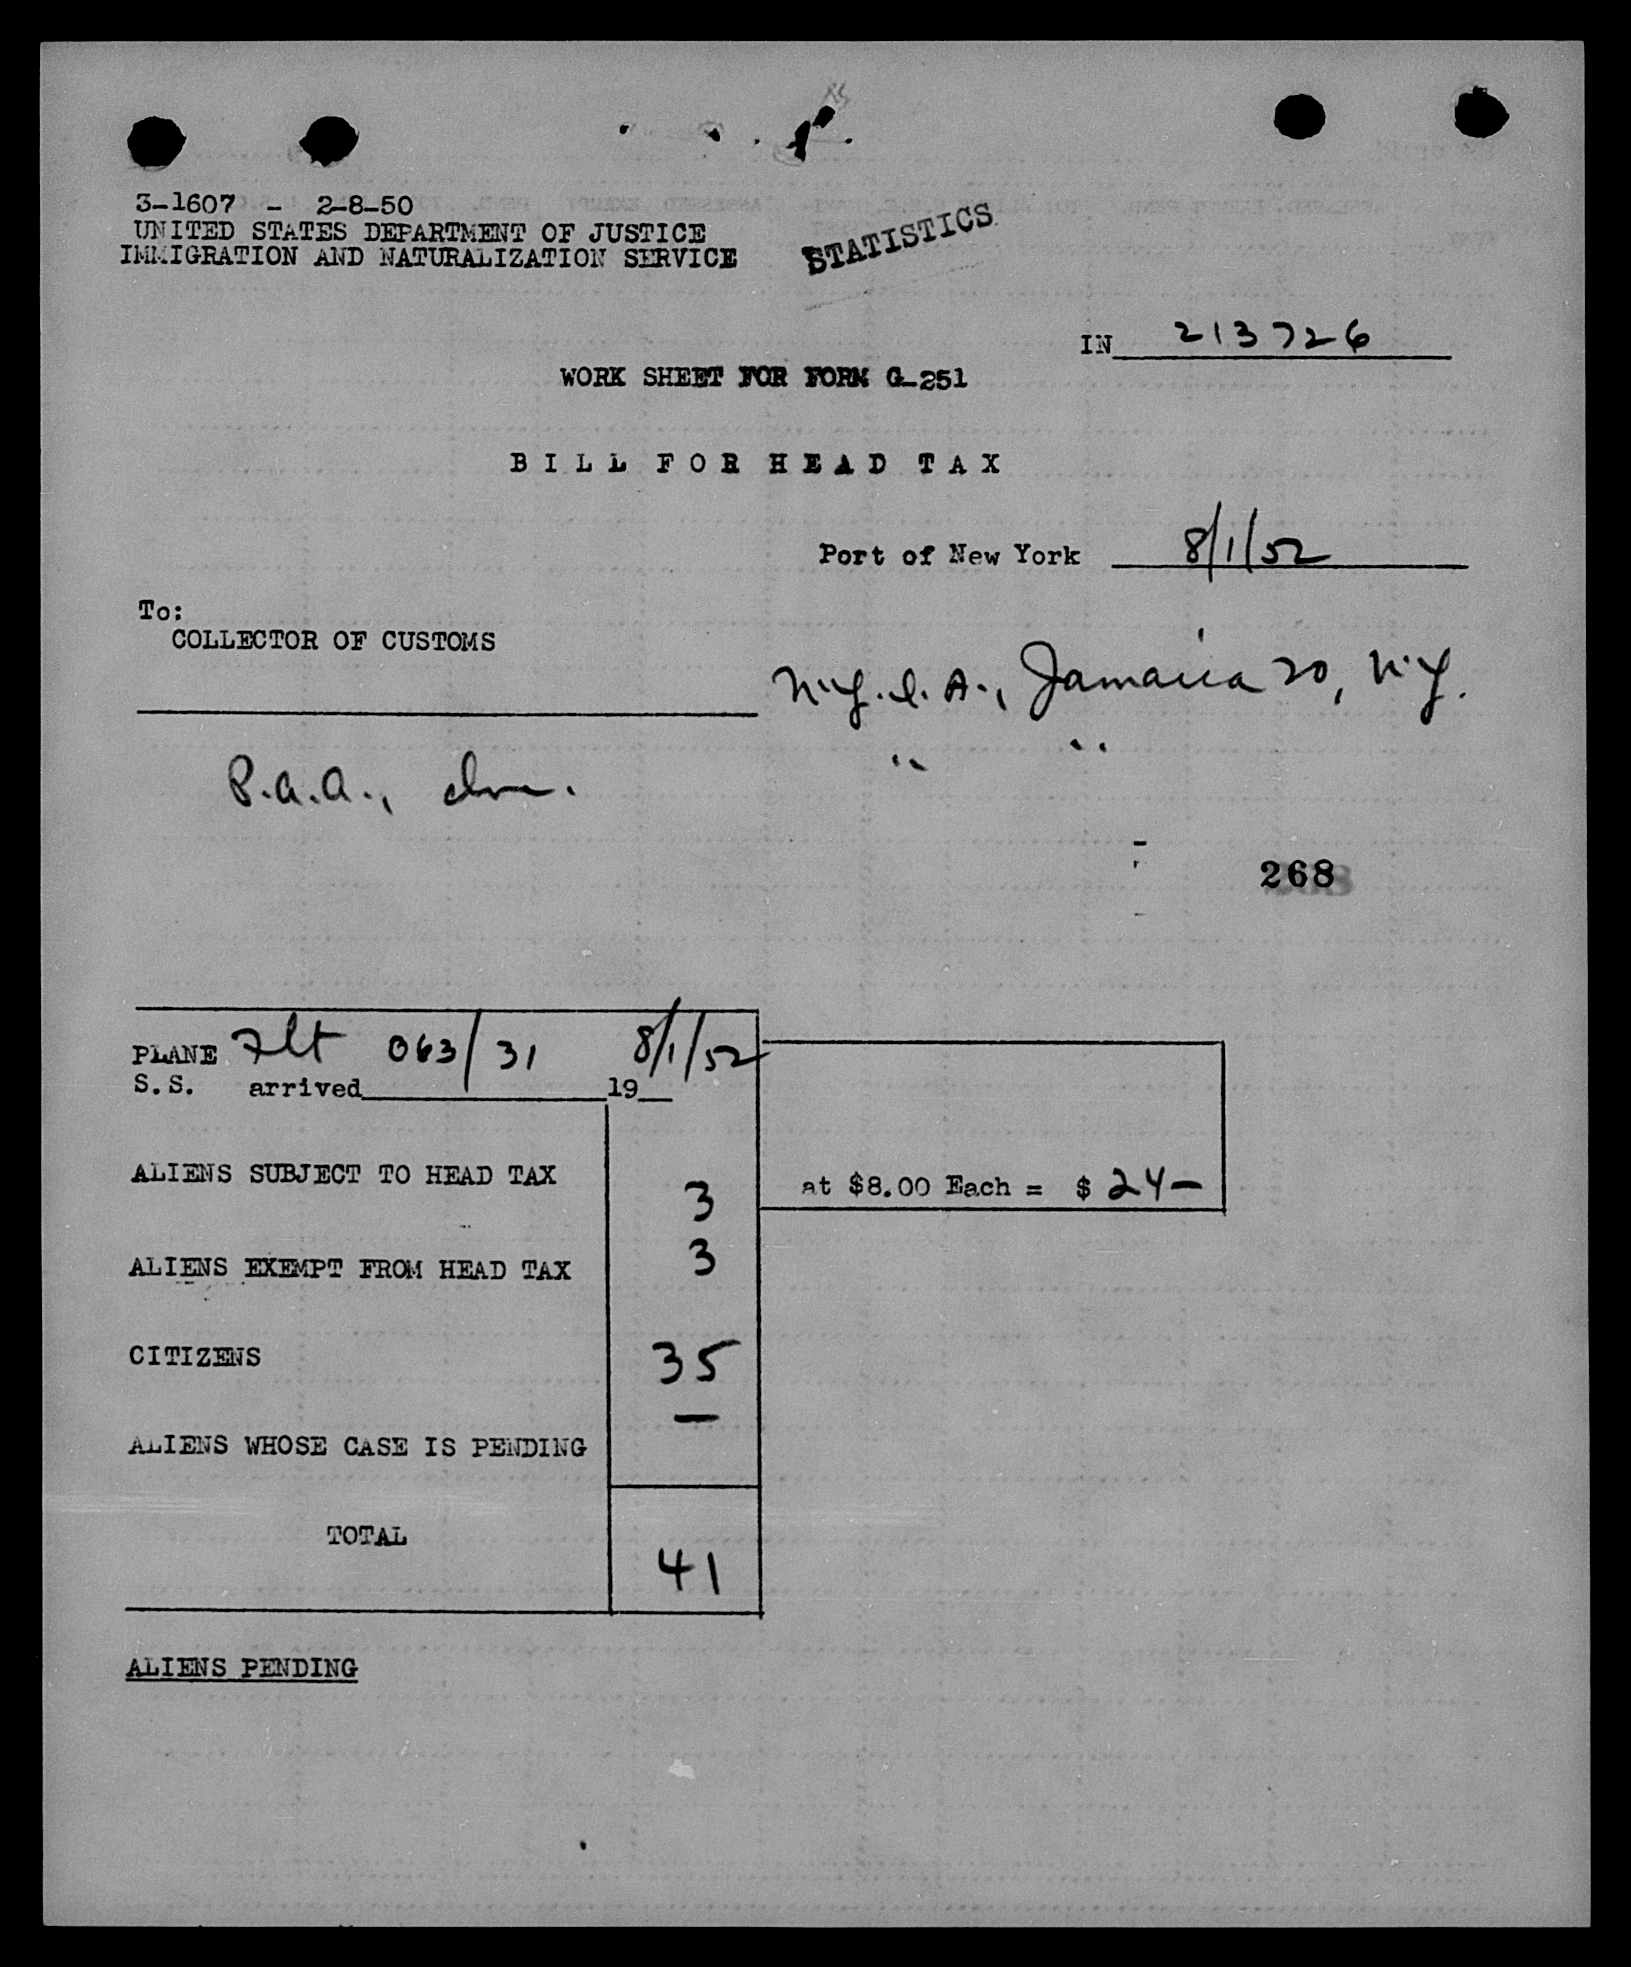 3-1607 - 2-8-50
UNITED STATES DEPARTMENT OF JUSTICE
IMMIGRATION AND NATURALIZATION SERVICE
STATISTICS
IN 213726
WORK SHEET FOR FORM G-251
BILL FOR HEAD TAX
Port of New York 8/1/52
To:
COLLECTOR OF CUSTOMS
N.Y.I.A., Jamaica 20, N.Y.
" "
P.A.A., Inc.
268
PLANE Flt 063/31 8/1/52
S.S. arrived 19
ALIENS SUBJECT TO HEAD TAX 3 at $8.00 Each = $ 24-
ALIENS EXEMPT FROM HEAD TAX 3
CITIZENS 35
ALIENS WHOSE CASE IS PENDING —
TOTAL 41
ALIENS PENDING